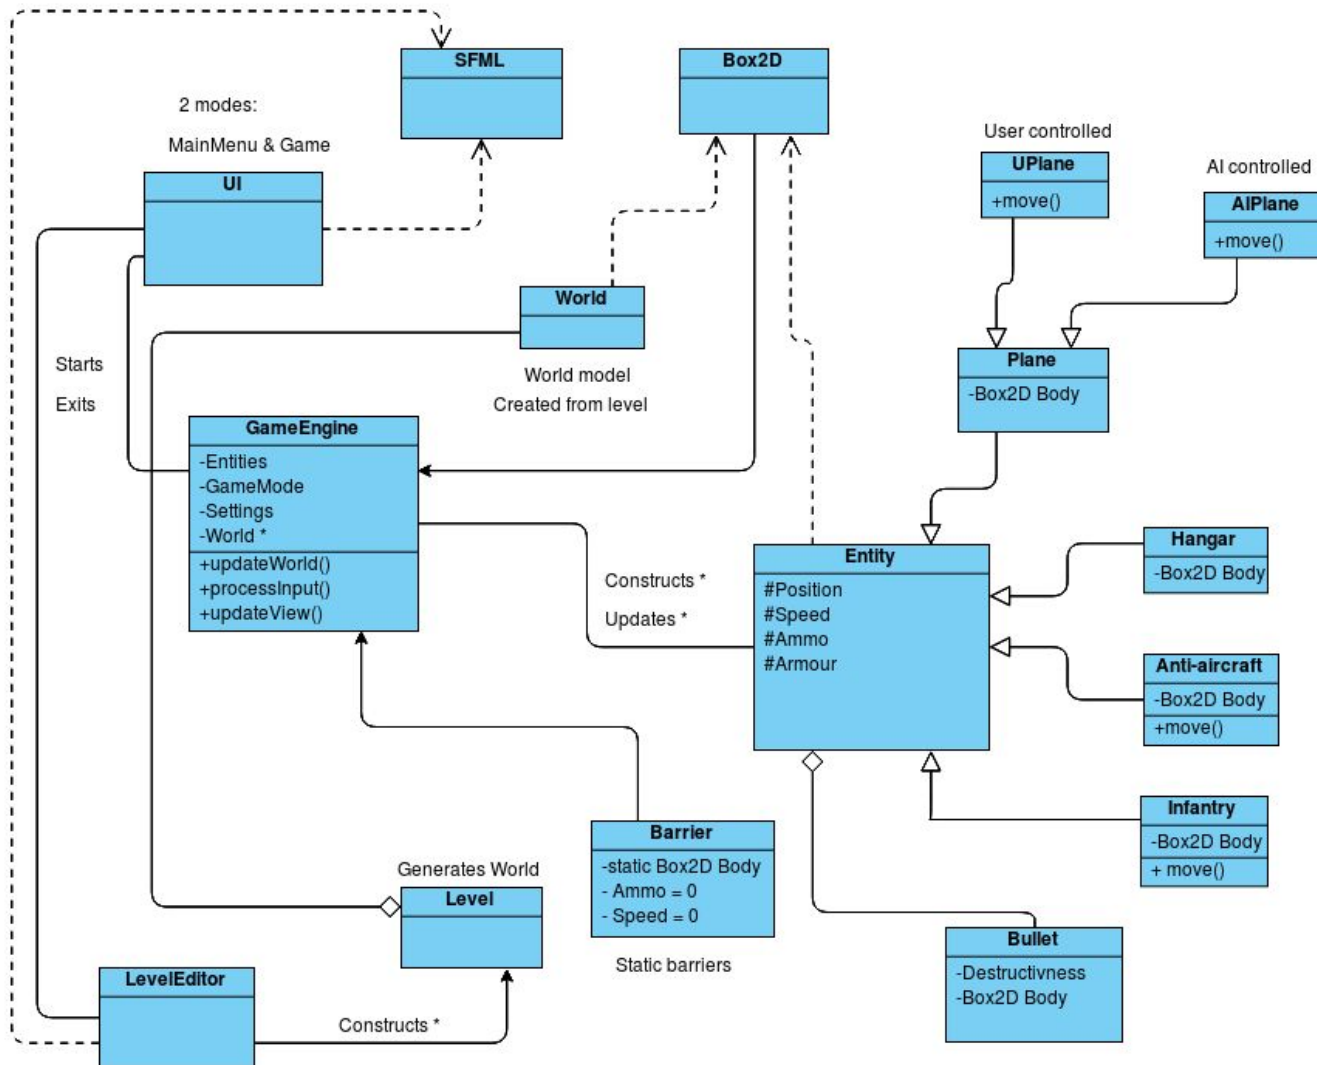 SFML
Box2D
2 modes:
MainMenu & Game
UI
User controlled
UPlane
+move()
AI controlled
AIPlane
+move()
World
World model
Created from level
Starts
Exits
Plane
-Box2D Body
GameEngine
-Entities
-GameMode
-Settings
-World *
+updateWorld()
+processInput()
+updateView()
Constructs *
Updates *
Entity
#Position
#Speed
#Ammo
#Armour
Hangar
-Box2D Body
Anti-aircraft
-Box2D Body
+move()
Infantry
-Box2D Body
+ move()
Barrier
-static Box2D Body
- Ammo = 0
- Speed = 0
Static barriers
Generates World
Level
Bullet
-Destructivness
-Box2D Body
LevelEditor
Constructs *